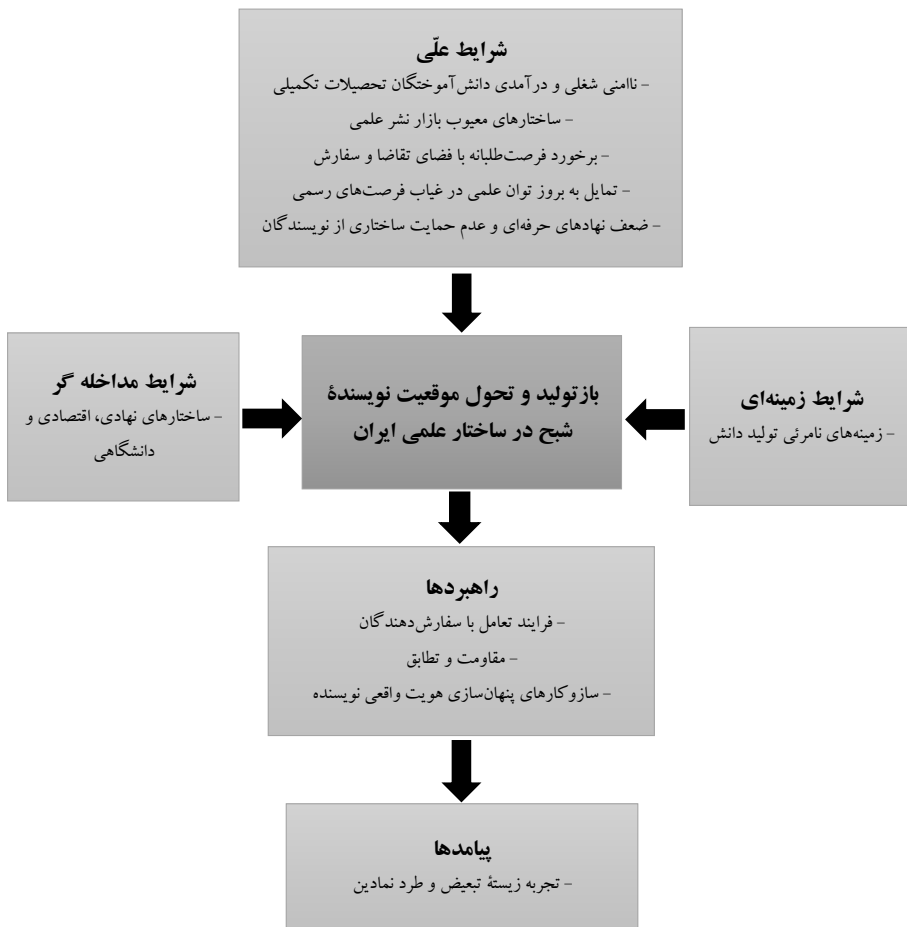 شرایط علّی
- ناامنی شغلی و درآمدی دانش‌آموختگان تحصیلات تکمیلی
- ساختارهای معیوب بازار نشر علمی
- برخورد فرصت‌طلبانه با فضای تقاضا و سفارش
- تمایل به بروز توان علمی در غیاب فرصت‌های رسمی
- ضعف نهادهای حرفه‌ای و عدم حمایت ساختاری از نویسندگان
شرایط زمینه‌ای
- زمینه‌های نامرئی تولید دانش
بازتولید و تحول موقعیت نویسندۀ
شبح در ساختار علمی ایران
شرایط مداخله گر
- ساختارهای نهادی، اقتصادی و
دانشگاهی
راهبردها
- فرایند تعامل با سفارش‌دهندگان
- مقاومت و تطابق
- سازوکارهای پنهان‌سازی هویت واقعی نویسنده
پیامدها
- تجربه زیستۀ تبعیض و طرد نمادین